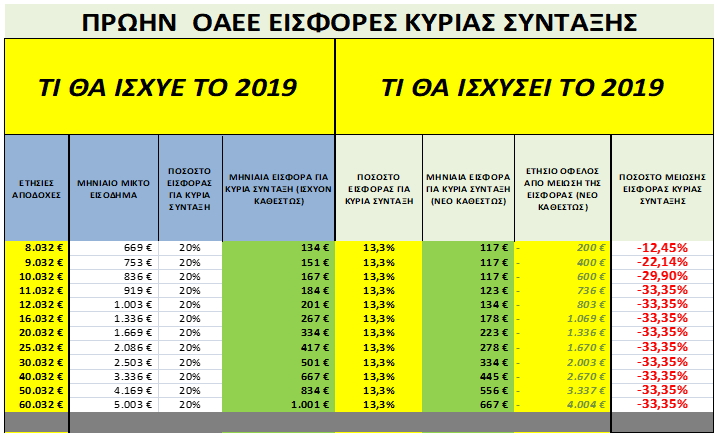 ΠΡΩΗΝ ΟΑΕΕ ΕΙΣΦΟΡΕΣ ΚΥΡΙΑΣ ΣΥΝΤΑΞΗΣ
ΤΙ ΘΑ ΙΣΧΥΕ ΤΟ 2019 ΤΙ ΘΑ ΙΣΧΥΣΕΙ ΤΟ 2019
ΕΤΗΣΙΕΣ
ΑΠΟΔΟΧΕΣ
ΜΗΝΙΑΙΟ ΜΙΚΤΟ
ΕΙΣΟΔΗΜΑ
ΠΟΣΟΣΤΟ
ΕΙΣΦΟΡΑΣ
ΓΙΑ ΚΥΡΙΑ
ΣΥΝΤΑΞΗ
ΜΗΝΙΑΙΑ ΕΙΣΦΟΡΑ ΓΙΑ
ΚΥΡΙΑ ΣΥΝΤΑΞΗ (ΙΣΧΥΟΝ
ΚΑΘΕΣΤΩΣ)
ΠΟΣΟΣΤΟ
ΕΙΣΦΟΡΑΣ ΓΙΑ
ΚΥΡΙΑ ΣΥΝΤΑΞΗ
ΜΗΝΙΑΙΑ ΕΙΣΦΟΡΑ
ΓΙΑ ΚΥΡΙΑ ΣΥΝΤΑΞΗ
(ΝΕΟ ΚΑΘΕΣΤΩΣ)
ΕΤΗΣΙΟ ΟΦΕΛΟΣ
ΑΠΟ ΜΕΙΩΣΗ ΤΗΣ
ΕΙΣΦΟΡΑΣ (ΝΕΟ
ΚΑΘΕΣΤΩΣ)
ΠΟΣΟΣΤΟ ΜΕΙΩΣΗΣ
ΕΙΣΦΟΡΑΣ ΚΥΡΙΑΣ
ΣΥΝΤΑΞΗΣ
8.032 € 669 € 20% 134 € 13,3% 117 € - 200 € -12,45%
9.032 € 753 € 20% 151 € 13,3% 117 € - 400 € -22,14%
10.032 € 836 € 20% 167 € 13,3% 117 € - 600 € -29,90%
11.032 € 919 € 20% 184 € 13,3% 123 € - 736 € -33,35%
12.032 € 1.003 € 20% 201 € 13,3% 134 € - 803 € -33,35%
16.032 € 1.336 € 20% 267 € 13,3% 178 € - 1.069 € -33,35%
20.032 € 1.669 € 20% 334 € 13,3% 223 € - 1.336 € -33,35%
25.032 € 2.086 € 20% 417 € 13,3% 278 € - 1.670 € -33,35%
30.032 € 2.503 € 20% 501 € 13,3% 334 € - 2.003 € -33,35%
40.032 € 3.336 € 20% 667 € 13,3% 445 € - 2.670 € -33,35%
50.032 € 4.169 € 20% 834 € 13,3% 556 € - 3.337 € -33,35%
60.032 € 5.003 € 20% 1.001 € 13,3% 667 € - 4.004 € -33,35%